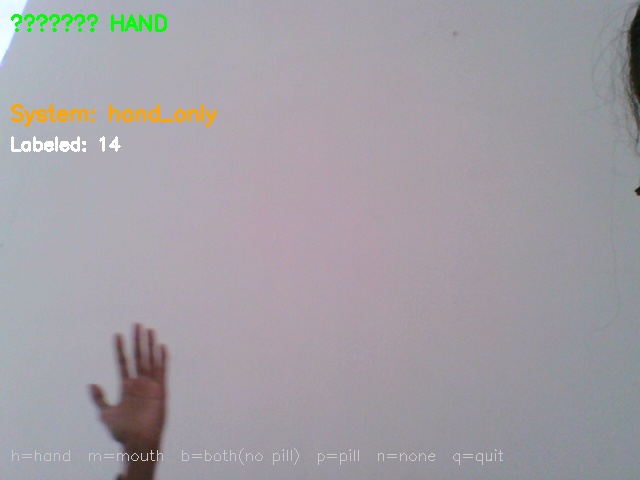 ??????? HAND
System: hand_only
Labeled: 14
h=hand m=mouth b=both(no pill) p=pill n=none q=quit